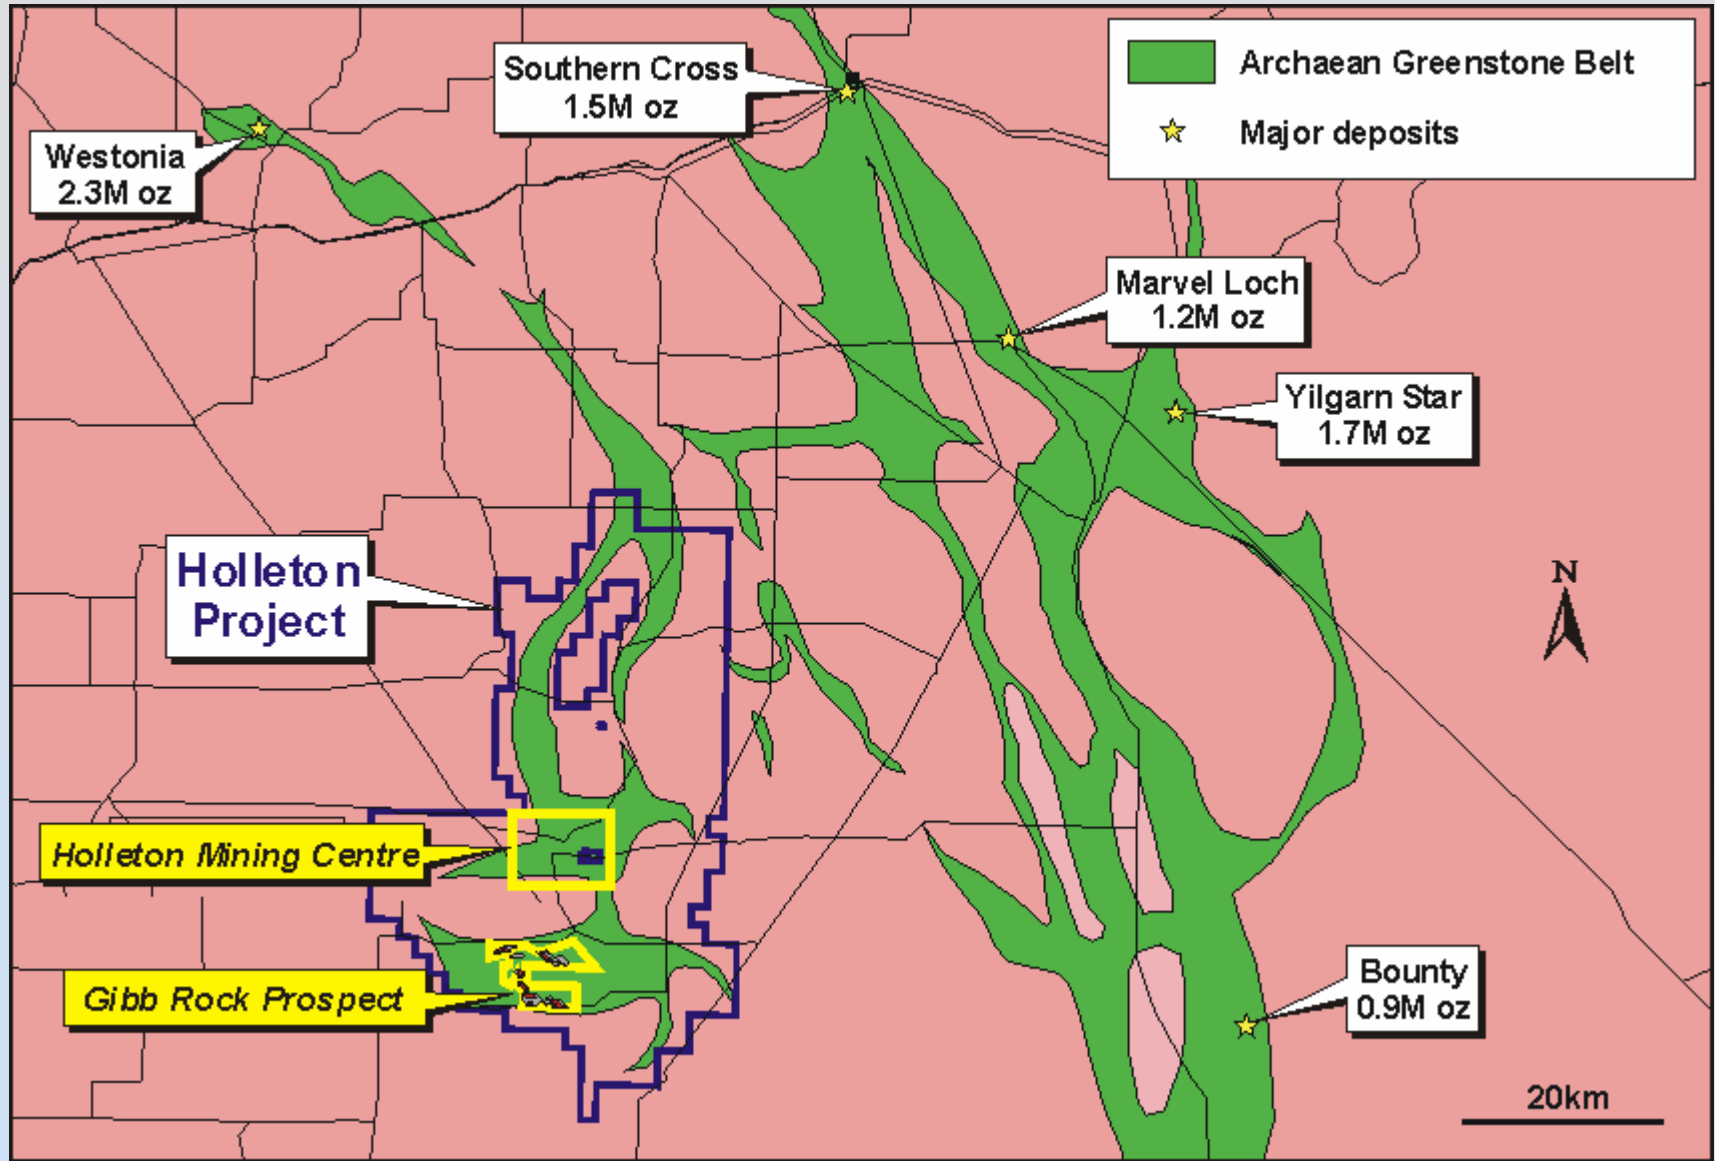 Southern Cross
1.5M oz
Archaean Greenstone Belt
Major deposits
Westonia
2.3M oz
Marvel Loch
1.2M oz
Yilgarn Star
1.7M oz
Holleton
Project
N
Holleton Mining Centre
Gibb Rock Prospect
Bounty
0.9M oz
20km